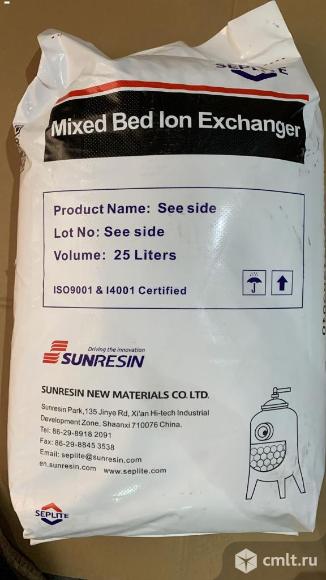 SEPLITE
Mixed Bed Ion Exchanger
Product Name: See side
Lot No: See side
Volume: 25 Liters
ISO9001 & I4001 Certified
Driving the innovation
SUNRESIN
SUNRESIN NEW MATERIALS CO. LTD.
Sunresin Park,135 Jinye Rd, Xi'an Hi-tech Industrial
Development Zone, Shaanxi 710076 China.
Tel: 86-29-8918 2091
Fax: 86-29-8845 3538
Email: seplite@sunresin.com
en.sunresin.com www.seplite.com
SEPLITE
cmlt.ru